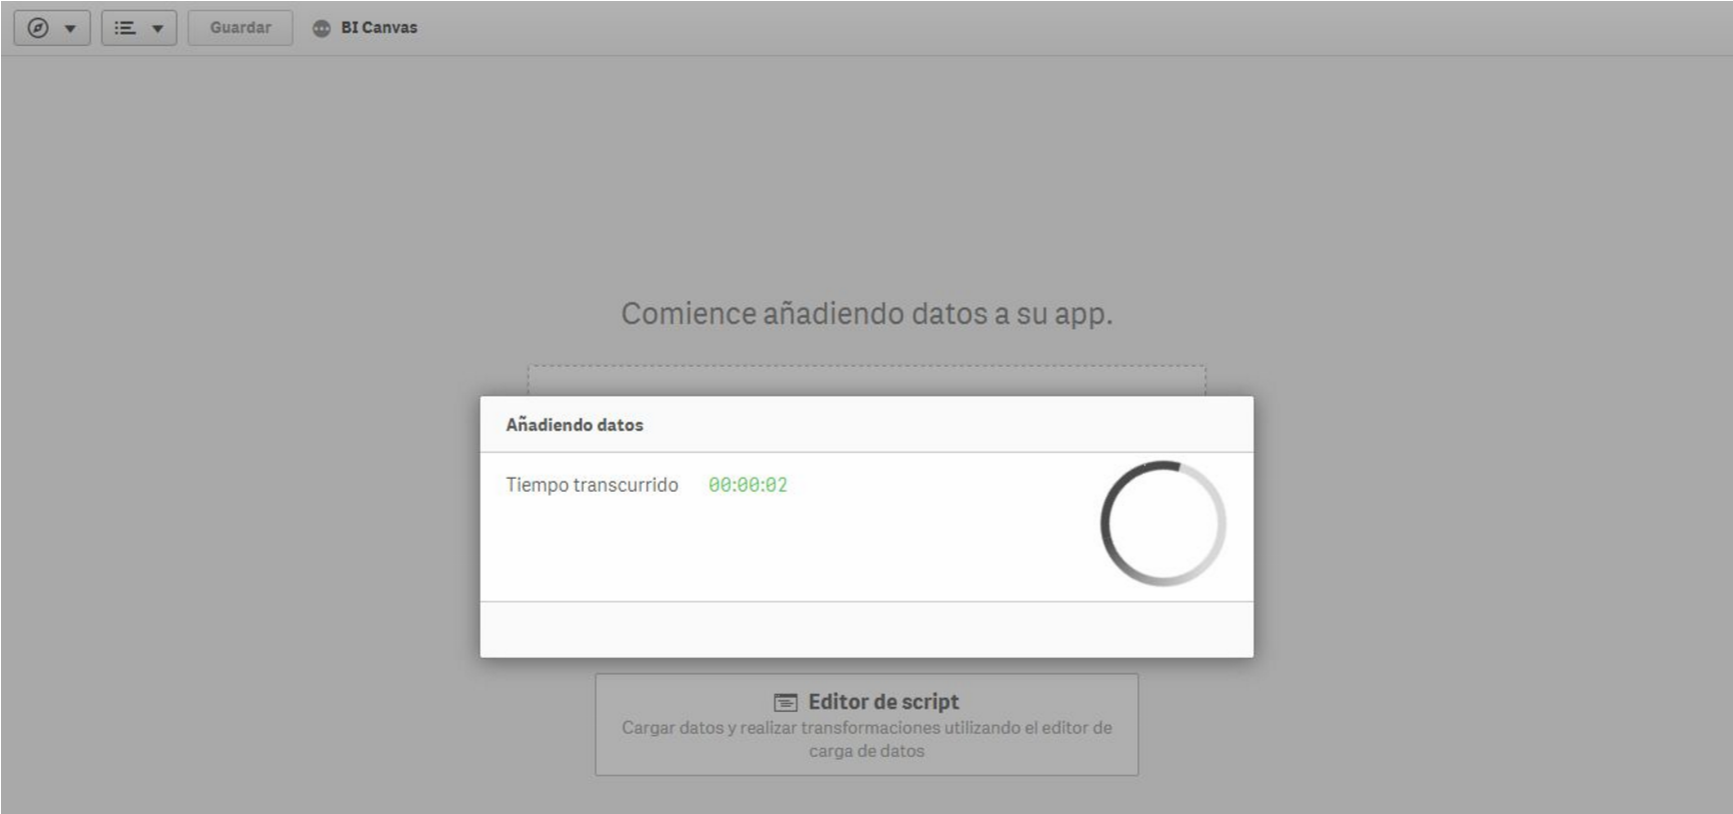 Guardar BI Canvas
Comience añadiendo datos a su app.
Añadiendo datos
Tiempo transcurrido 00:00:02
Editor de script
Cargar datos y realizar transformaciones utilizando el editor de
carga de datos